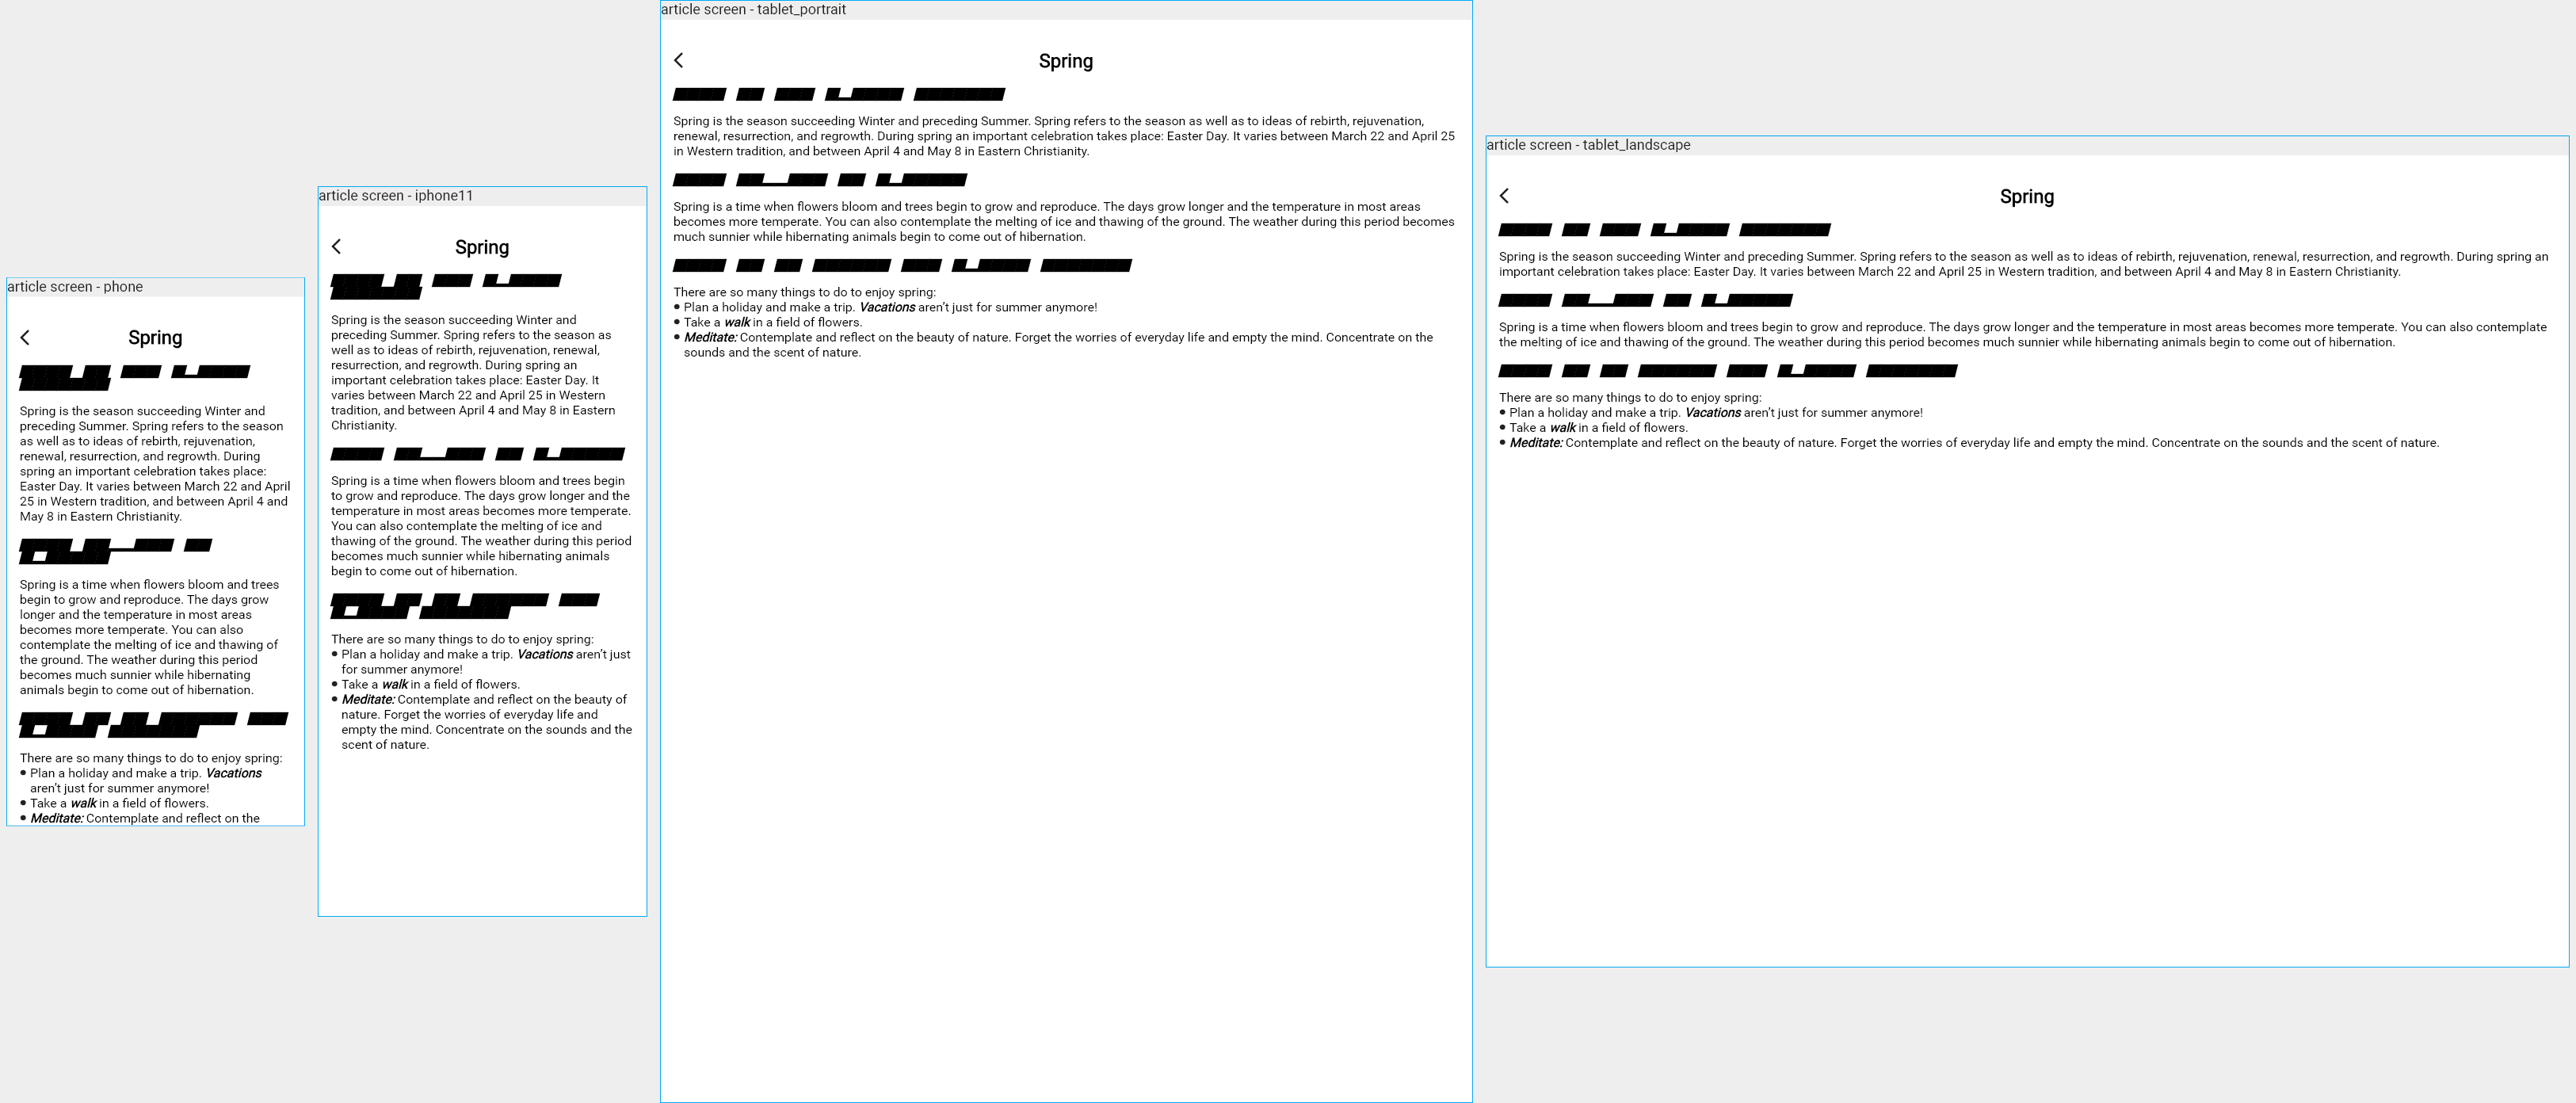 article screen - phone
Spring
Spring is the season succeeding Winter and
preceding Summer. Spring refers to the season
as well as to ideas of rebirth, rejuvenation,
renewal, resurrection, and regrowth. During
spring an important celebration takes place:
Easter Day. It varies between March 22 and April
25 in Western tradition, and between April 4 and
May 8 in Eastern Christianity.
Spring is a time when flowers bloom and trees
begin to grow and reproduce. The days grow
longer and the temperature in most areas
becomes more temperate. You can also
contemplate the melting of ice and thawing of
the ground. The weather during this period
becomes much sunnier while hibernating
animals begin to come out of hibernation.
There are so many things to do to enjoy spring:
• Plan a holiday and make a trip. Vacations
aren’t just for summer anymore!
• Take a walk in a field of flowers.
• Meditate: Contemplate and reflect on the
article screen - iphone11
Spring
Spring is the season succeeding Winter and
preceding Summer. Spring refers to the season as
well as to ideas of rebirth, rejuvenation, renewal,
resurrection, and regrowth. During spring an
important celebration takes place: Easter Day. It
varies between March 22 and April 25 in Western
tradition, and between April 4 and May 8 in Eastern
Christianity.
Spring is a time when flowers bloom and trees begin
to grow and reproduce. The days grow longer and the
temperature in most areas becomes more temperate.
You can also contemplate the melting of ice and
thawing of the ground. The weather during this period
becomes much sunnier while hibernating animals
begin to come out of hibernation.
There are so many things to do to enjoy spring:
• Plan a holiday and make a trip. Vacations aren’t just
for summer anymore!
• Take a walk in a field of flowers.
• Meditate: Contemplate and reflect on the beauty of
nature. Forget the worries of everyday life and
empty the mind. Concentrate on the sounds and the
scent of nature.
article screen - tablet_portrait
Spring
Spring is the season succeeding Winter and preceding Summer. Spring refers to the season as well as to ideas of rebirth, rejuvenation,
renewal, resurrection, and regrowth. During spring an important celebration takes place: Easter Day. It varies between March 22 and April 25
in Western tradition, and between April 4 and May 8 in Eastern Christianity.
Spring is a time when flowers bloom and trees begin to grow and reproduce. The days grow longer and the temperature in most areas
becomes more temperate. You can also contemplate the melting of ice and thawing of the ground. The weather during this period becomes
much sunnier while hibernating animals begin to come out of hibernation.
There are so many things to do to enjoy spring:
• Plan a holiday and make a trip. Vacations aren’t just for summer anymore!
• Take a walk in a field of flowers.
• Meditate: Contemplate and reflect on the beauty of nature. Forget the worries of everyday life and empty the mind. Concentrate on the
sounds and the scent of nature.
article screen - tablet_landscape
Spring
Spring is the season succeeding Winter and preceding Summer. Spring refers to the season as well as to ideas of rebirth, rejuvenation, renewal, resurrection, and regrowth. During spring an
important celebration takes place: Easter Day. It varies between March 22 and April 25 in Western tradition, and between April 4 and May 8 in Eastern Christianity.
Spring is a time when flowers bloom and trees begin to grow and reproduce. The days grow longer and the temperature in most areas becomes more temperate. You can also contemplate
the melting of ice and thawing of the ground. The weather during this period becomes much sunnier while hibernating animals begin to come out of hibernation.
There are so many things to do to enjoy spring:
• Plan a holiday and make a trip. Vacations aren’t just for summer anymore!
• Take a walk in a field of flowers.
• Meditate: Contemplate and reflect on the beauty of nature. Forget the worries of everyday life and empty the mind. Concentrate on the sounds and the scent of nature.